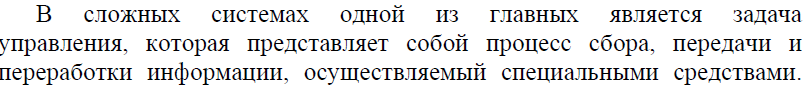 В сложных системах одной из главных является задача
управления, которая представляет собой процесс сбора, передачи и
переработки информации, осуществляемый специальными средствами.